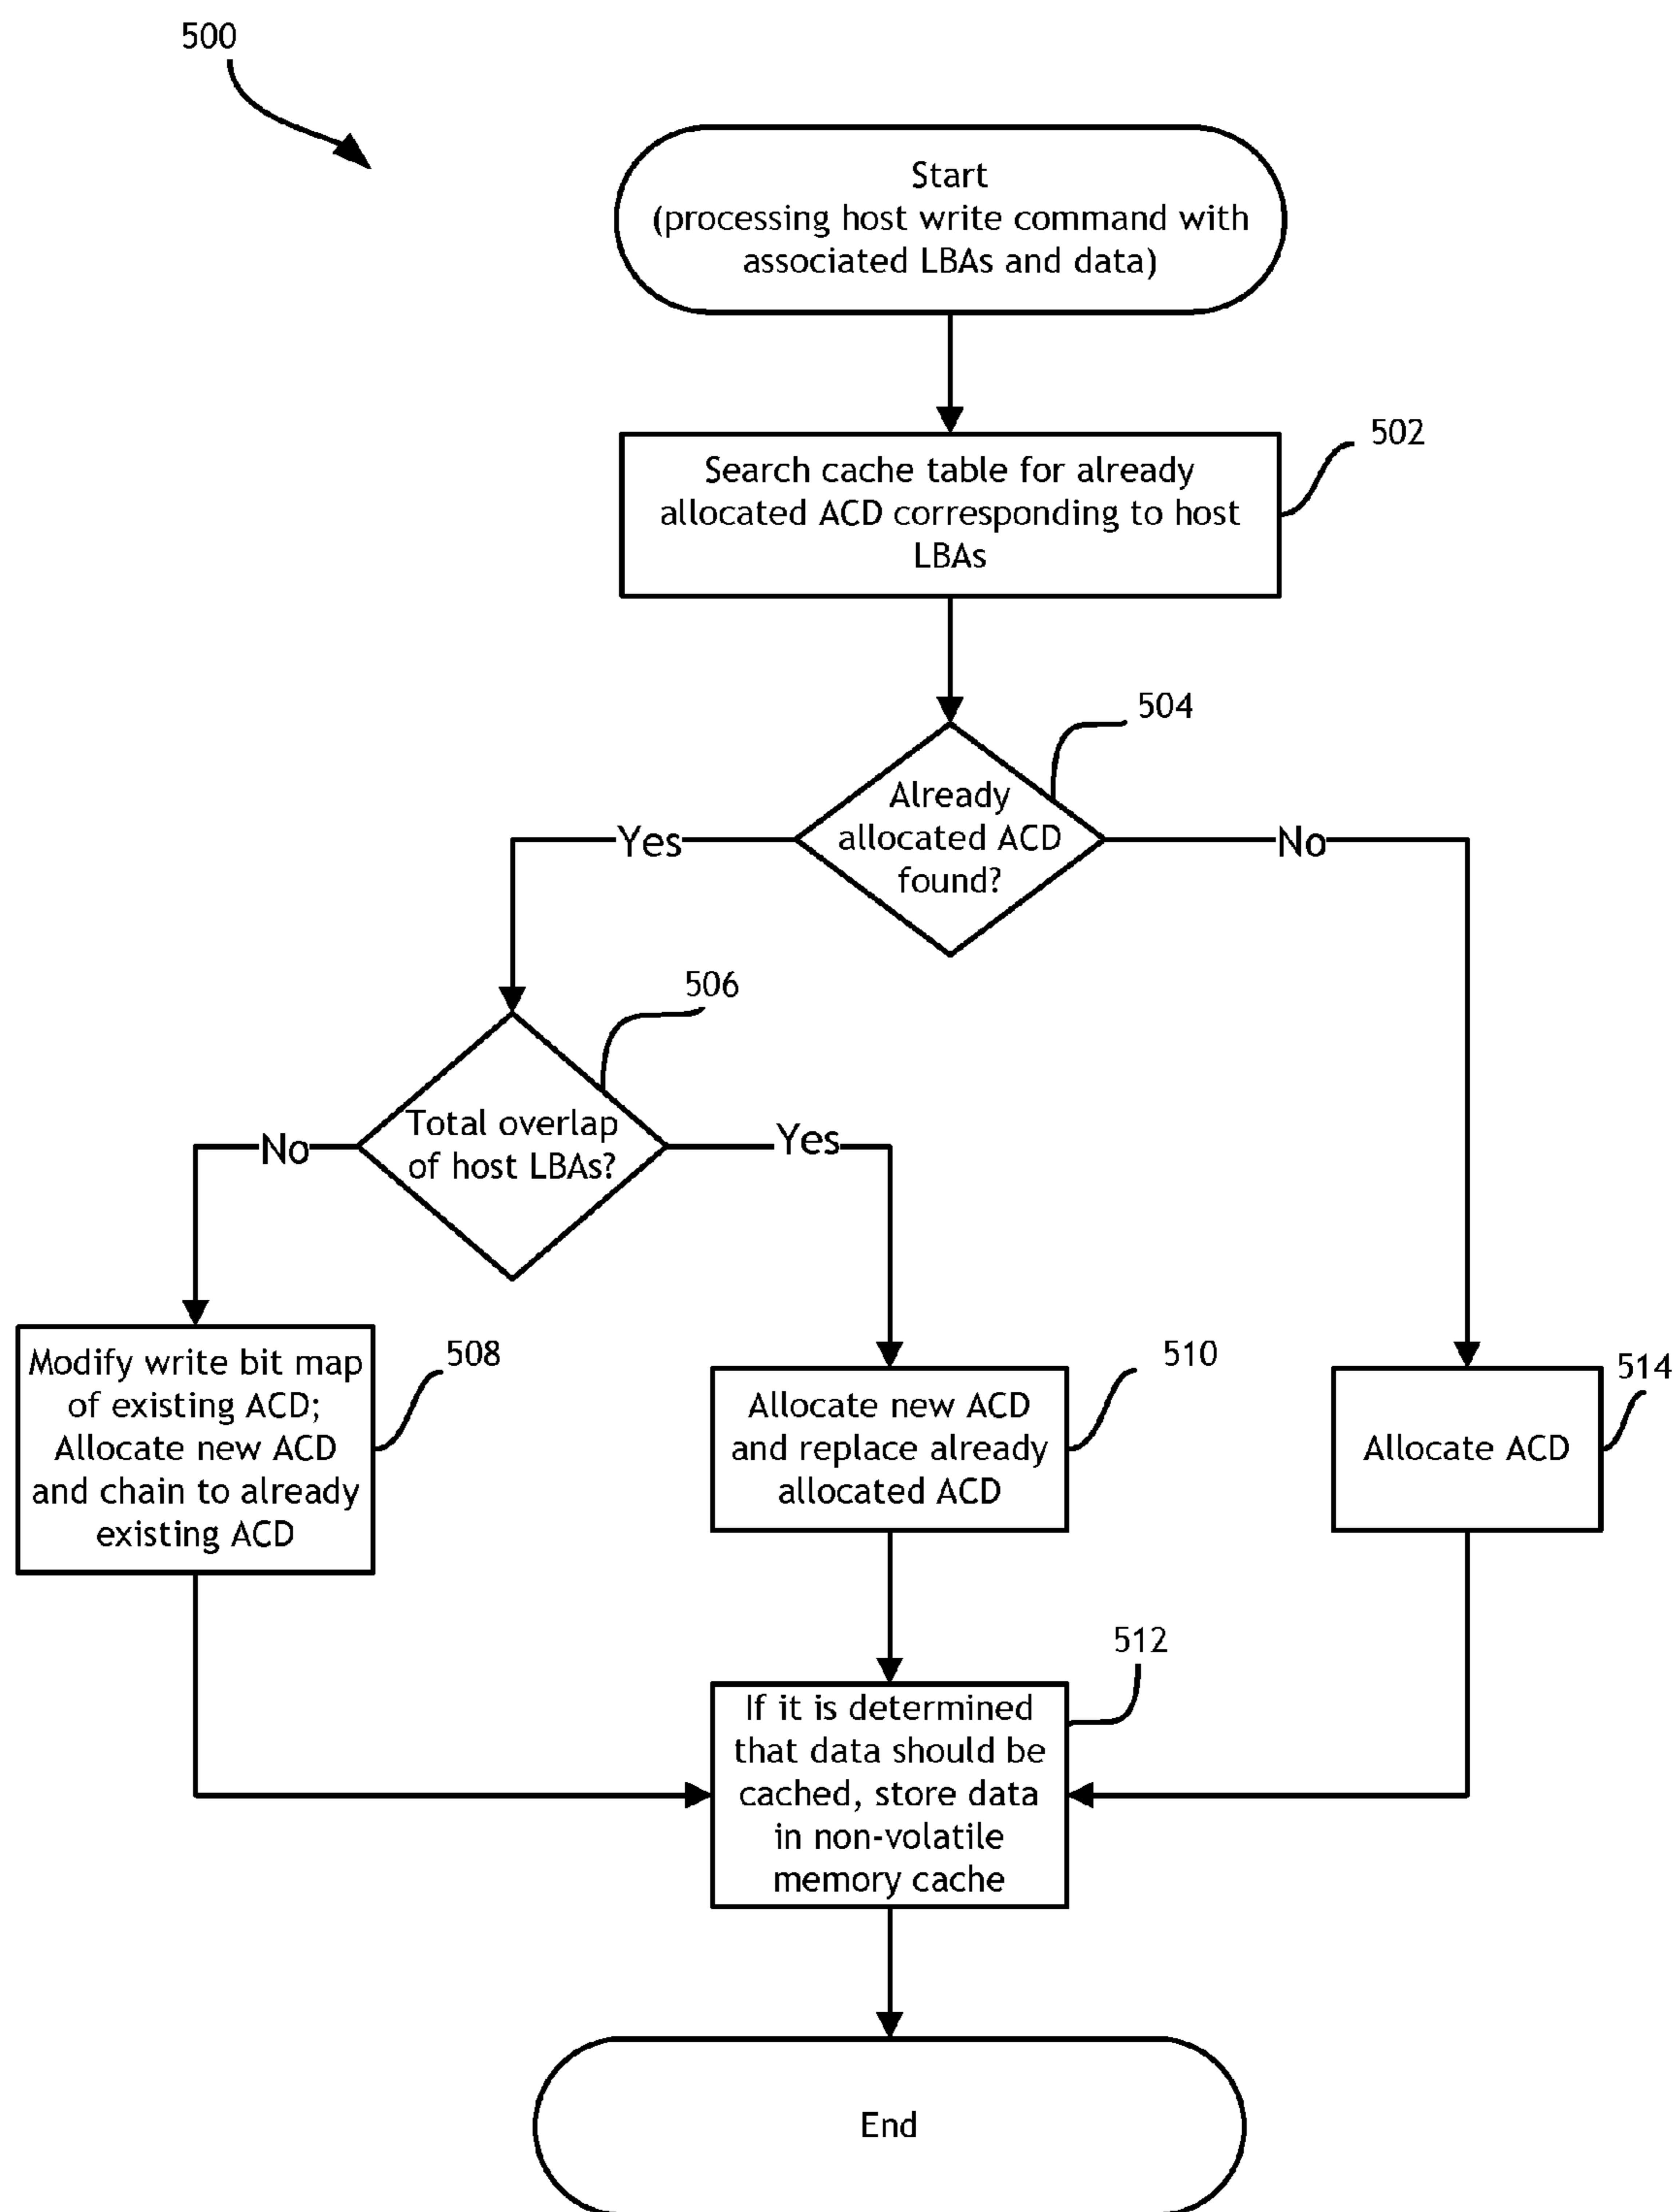 500
Start
(processing host write command with
associated LBAs and data)
502
Search cache table for already
allocated ACD corresponding to host
LBAs
504
Already
allocated ACD
found?
Yes
No
506
Total overlap
of host LBAs?
No
Yes
508
Modify write bit map
of existing ACD;
Allocate new ACD
and chain to already
existing ACD
510
Allocate new ACD
and replace already
allocated ACD
514
Allocate ACD
512
If it is determined
that data should be
cached, store data
in non-volatile
memory cache
End